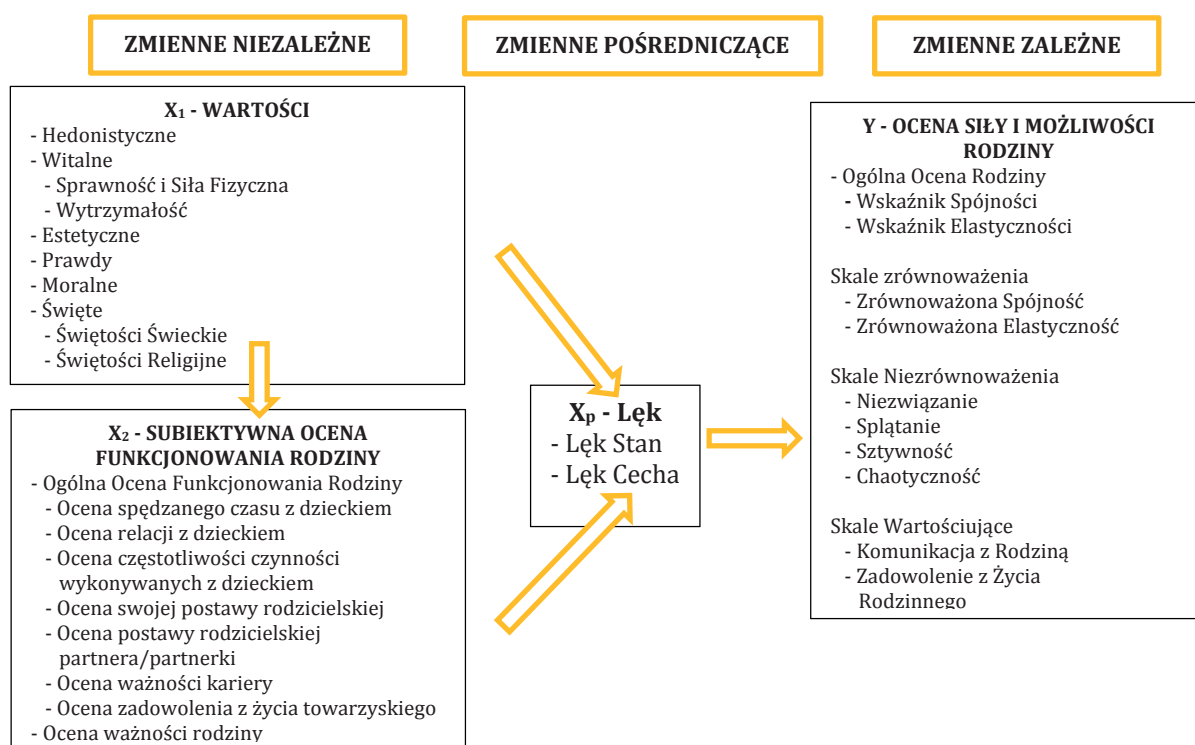 ZMIENNE NIEZALEŻNE
ZMIENNE POŚREDNICZĄCE
ZMIENNE ZALEŻNE
X₁ - WARTOŚCI
- Hedonistyczne
- Witalne
- Sprawność i Siła Fizyczna
- Wytrzymałość
- Estetyczne
- Prawdy
- Moralne
- Święte
- Świętości Świeckie
- Świętości Religijne
X₂ - SUBIEKTYWNA OCENA
FUNKCJONOWANIA RODZINY
- Ogólna Ocena Funkcjonowania Rodziny
- Ocena spędzanego czasu z dzieckiem
- Ocena relacji z dzieckiem
- Ocena częstotliwości czynności
wykonywanych z dzieckiem
- Ocena swojej postawy rodzicielskiej
- Ocena postawy rodzicielskiej
partnera/partnerki
- Ocena ważności kariery
- Ocena zadowolenia z życia towarzyskiego
- Ocena ważności rodziny
Xₚ - Lęk
- Lęk Stan
- Lęk Cecha
Y - OCENA SIŁY I MOŻLIWOŚCI
RODZINY
- Ogólna Ocena Rodziny
- Wskaźnik Spójności
- Wskaźnik Elastyczności
Skale zrównoważenia
- Zrównoważona Spójność
- Zrównoważona Elastyczność
Skale Niezrównoważenia
- Niezwiązanie
- Splątanie
- Sztywność
- Chaotyczność
Skale Wartościujące
- Komunikacja z Rodziną
- Zadowolenie z Życia
Rodzinnego